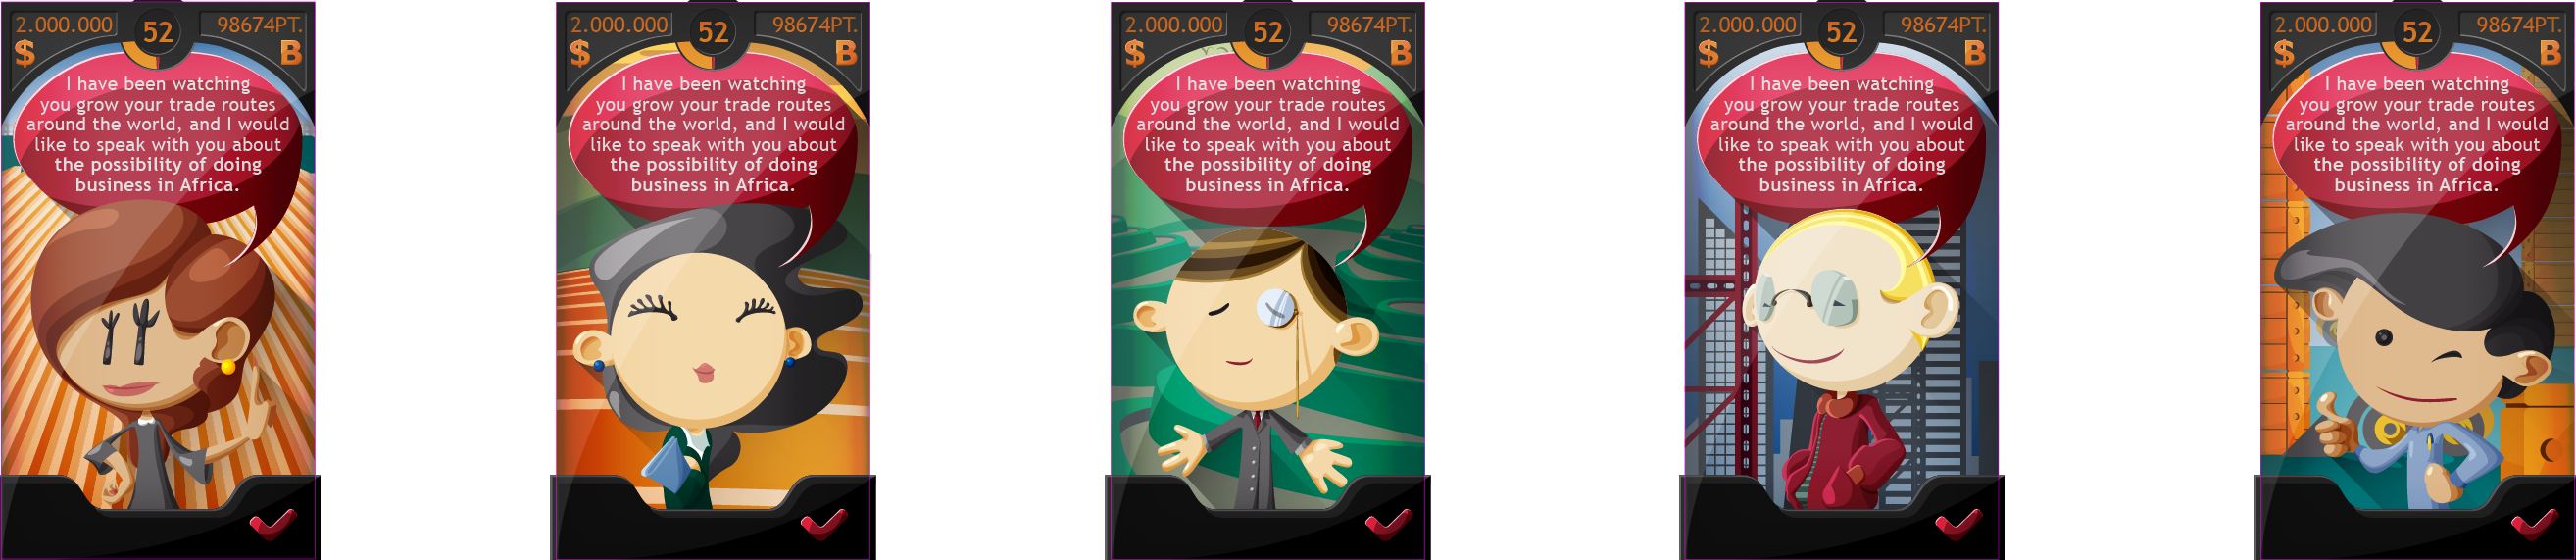 2.000.000
52
98674PT.
$
B
I have been watching
you grow your trade routes
around the world, and I would
like to speak with you about
the possibility of doing
business in Africa.
2.000.000
52
98674PT.
$
B
I have been watching
you grow your trade routes
around the world, and I would
like to speak with you about
the possibility of doing
business in Africa.
2.000.000
52
98674PT.
$
B
I have been watching
you grow your trade routes
around the world, and I would
like to speak with you about
the possibility of doing
business in Africa.
2.000.000
52
98674PT.
$
B
I have been watching
you grow your trade routes
around the world, and I would
like to speak with you about
the possibility of doing
business in Africa.
2.000.000
52
98674PT.
$
B
I have been watching
you grow your trade routes
around the world, and I would
like to speak with you about
the possibility of doing
business in Africa.